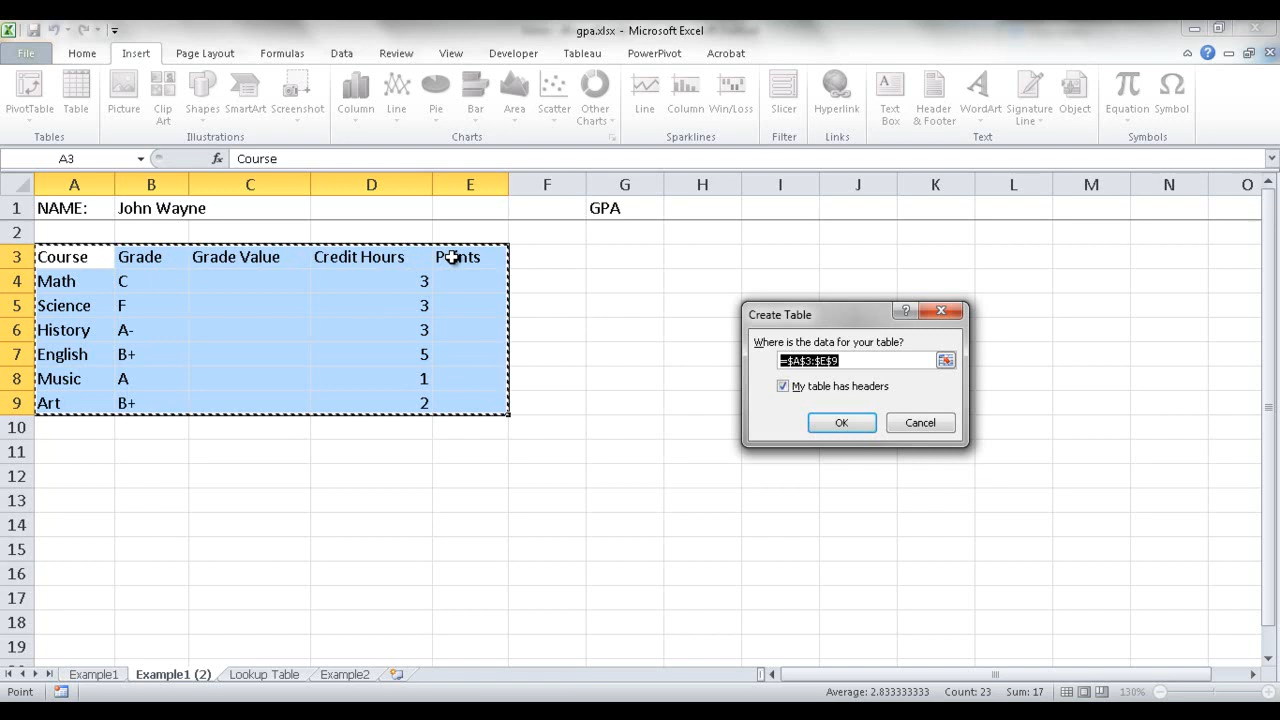 gpa.xlsx - Microsoft Excel
File Home Insert Page Layout Formulas Data Review View Developer Tableau PowerPivot Acrobat
PivotTable Table Picture Clip Art Shapes SmartArt Screenshot Column Line Pie Bar Area Scatter Other Charts Line Column Win/Loss Slicer Hyperlink Text Box Header & Footer WordArt Signature Line Object Equation Symbol
Tables Illustrations Charts Sparklines Filter Links Text Symbols
A3 fx Course
A B C D E F G H I J K L M N O
1 NAME: John Wayne GPA
2
3 Course Grade Grade Value Credit Hours Points
4 Math C 3
5 Science F 3
6 History A- 3
7 English B+ 5
8 Music A 1
9 Art B+ 2
10
11
12
13
14
15
16
17
18
19
Create Table
Where is the data for your table?
=$A$3:$E$9
My table has headers
OK Cancel
Example1 Example1 (2) Lookup Table Example2
Point Average: 2.833333333 Count: 23 Sum: 17 130%